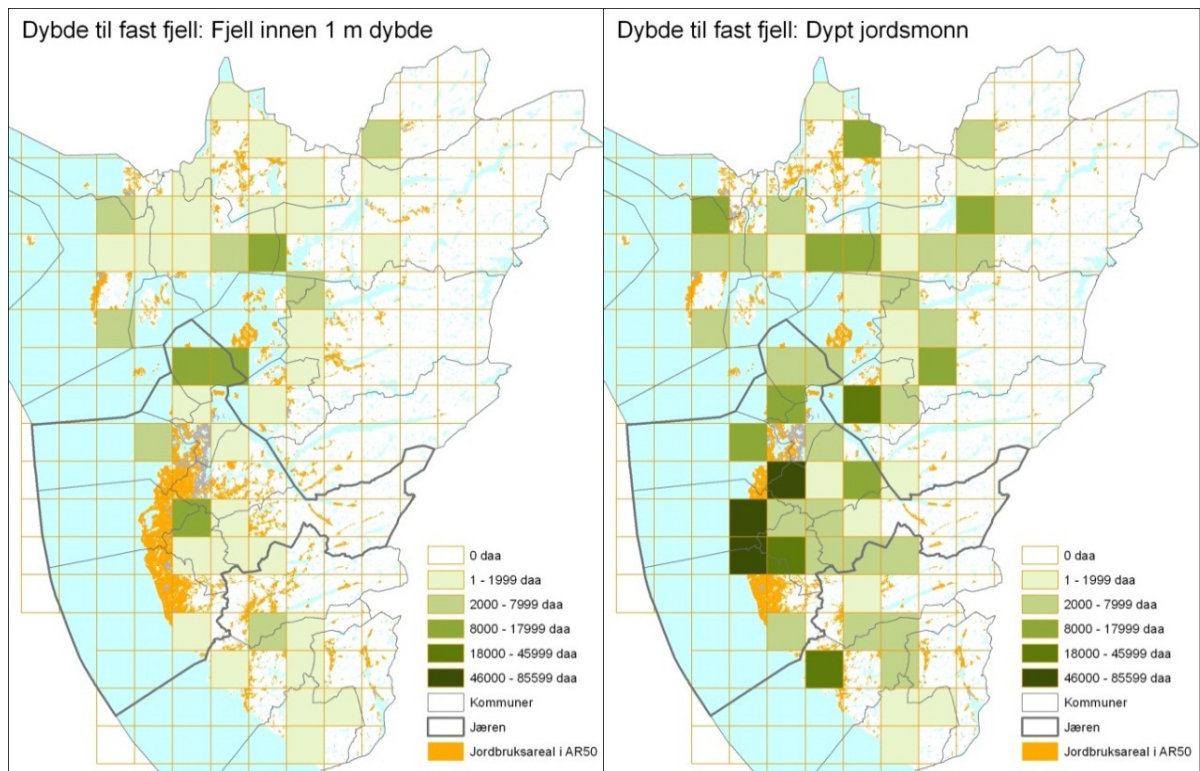 Dybde til fast fjell: Fjell innen 1 m dybde
0 daa
1 - 1999 daa
2000 - 7999 daa
8000 - 17999 daa
18000 - 45999 daa
46000 - 85599 daa
Kommuner
Jæren
Jordbruksareal i AR50
Dybde til fast fjell: Dypt jordsmonn
0 daa
1 - 1999 daa
2000 - 7999 daa
8000 - 17999 daa
18000 - 45999 daa
46000 - 85599 daa
Kommuner
Jæren
Jordbruksareal i AR50